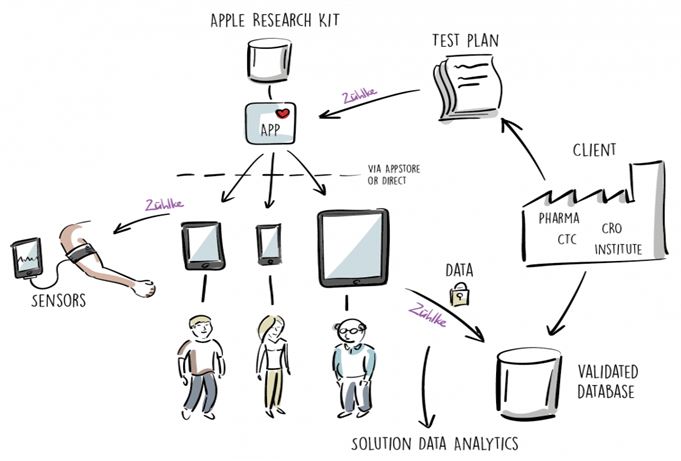 APPLE RESEARCH KIT
TEST PLAN
Zühlke
APP
CLIENT
VIA APPSTORE
OR DIRECT
Zühlke
PHARMA
CRO
CTC
INSTITUTE
DATA
SENSORS
Zühlke
VALIDATED
DATABASE
SOLUTION DATA ANALYTICS